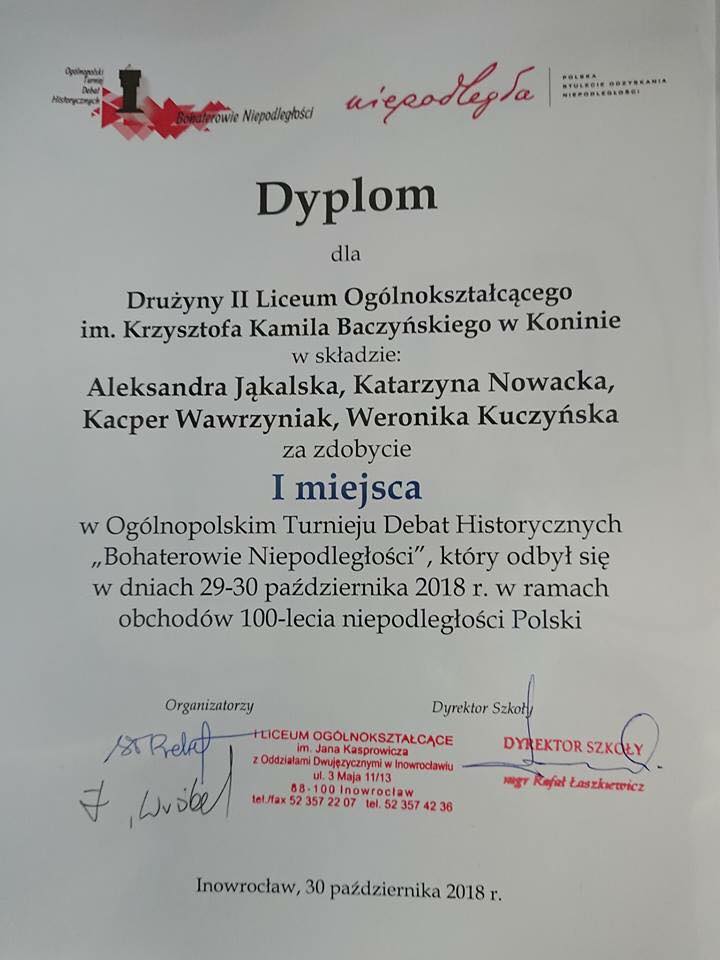 Ogólnopolski
Turniej
Debat
Historycznych
Bohaterowie Niepodległości
niepodległa
POLSKA
STULECIE ODZYSKANIA
NIEPODLEGŁOŚCI
Dyplom
dla
Drużyny II Liceum Ogólnokształcącego
im. Krzysztofa Kamila Baczyńskiego w Koninie
w składzie:
Aleksandra Jąkalska, Katarzyna Nowacka,
Kacper Wawrzyniak, Weronika Kuczyńska
za zdobycie
I miejsca
w Ogólnopolskim Turnieju Debat Historycznych
„Bohaterowie Niepodległości”, który odbył się
w dniach 29-30 października 2018 r. w ramach
obchodów 100-lecia niepodległości Polski
Organizatorzy
Dyrektor Szkoły
I LICEUM OGÓLNOKSZTAŁCĄCE
im. Jana Kasprowicza
z Oddziałami Dwujęzycznymi w Inowrocławiu
ul. 3 Maja 11/13
88-100 Inowrocław
tel./fax 52 357 22 07 tel. 52 357 42 36
DYREKTOR SZKOŁY
mgr Rafał Łaszkiewicz
Wróbel
Inowrocław, 30 października 2018 r.